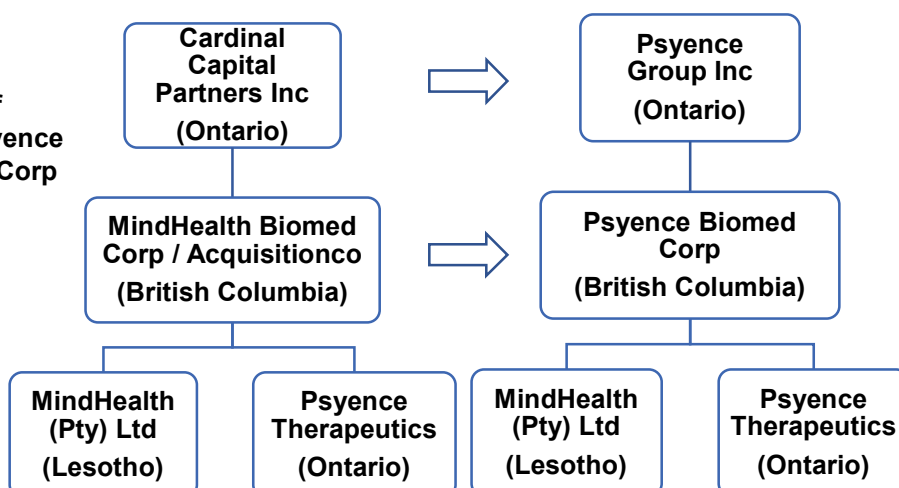 Cardinal
Capital
Partners Inc
(Ontario)
Psyence
Group Inc
(Ontario)
Corp
MindHealth Biomed
Corp / Acquisitionco
(British Columbia)
Psyence Biomed
Corp
(British Columbia)
MindHealth
(Pty) Ltd
(Lesotho)
Psyence
Therapeutics
(Ontario)
MindHealth
(Pty) Ltd
(Lesotho)
Psyence
Therapeutics
(Ontario)